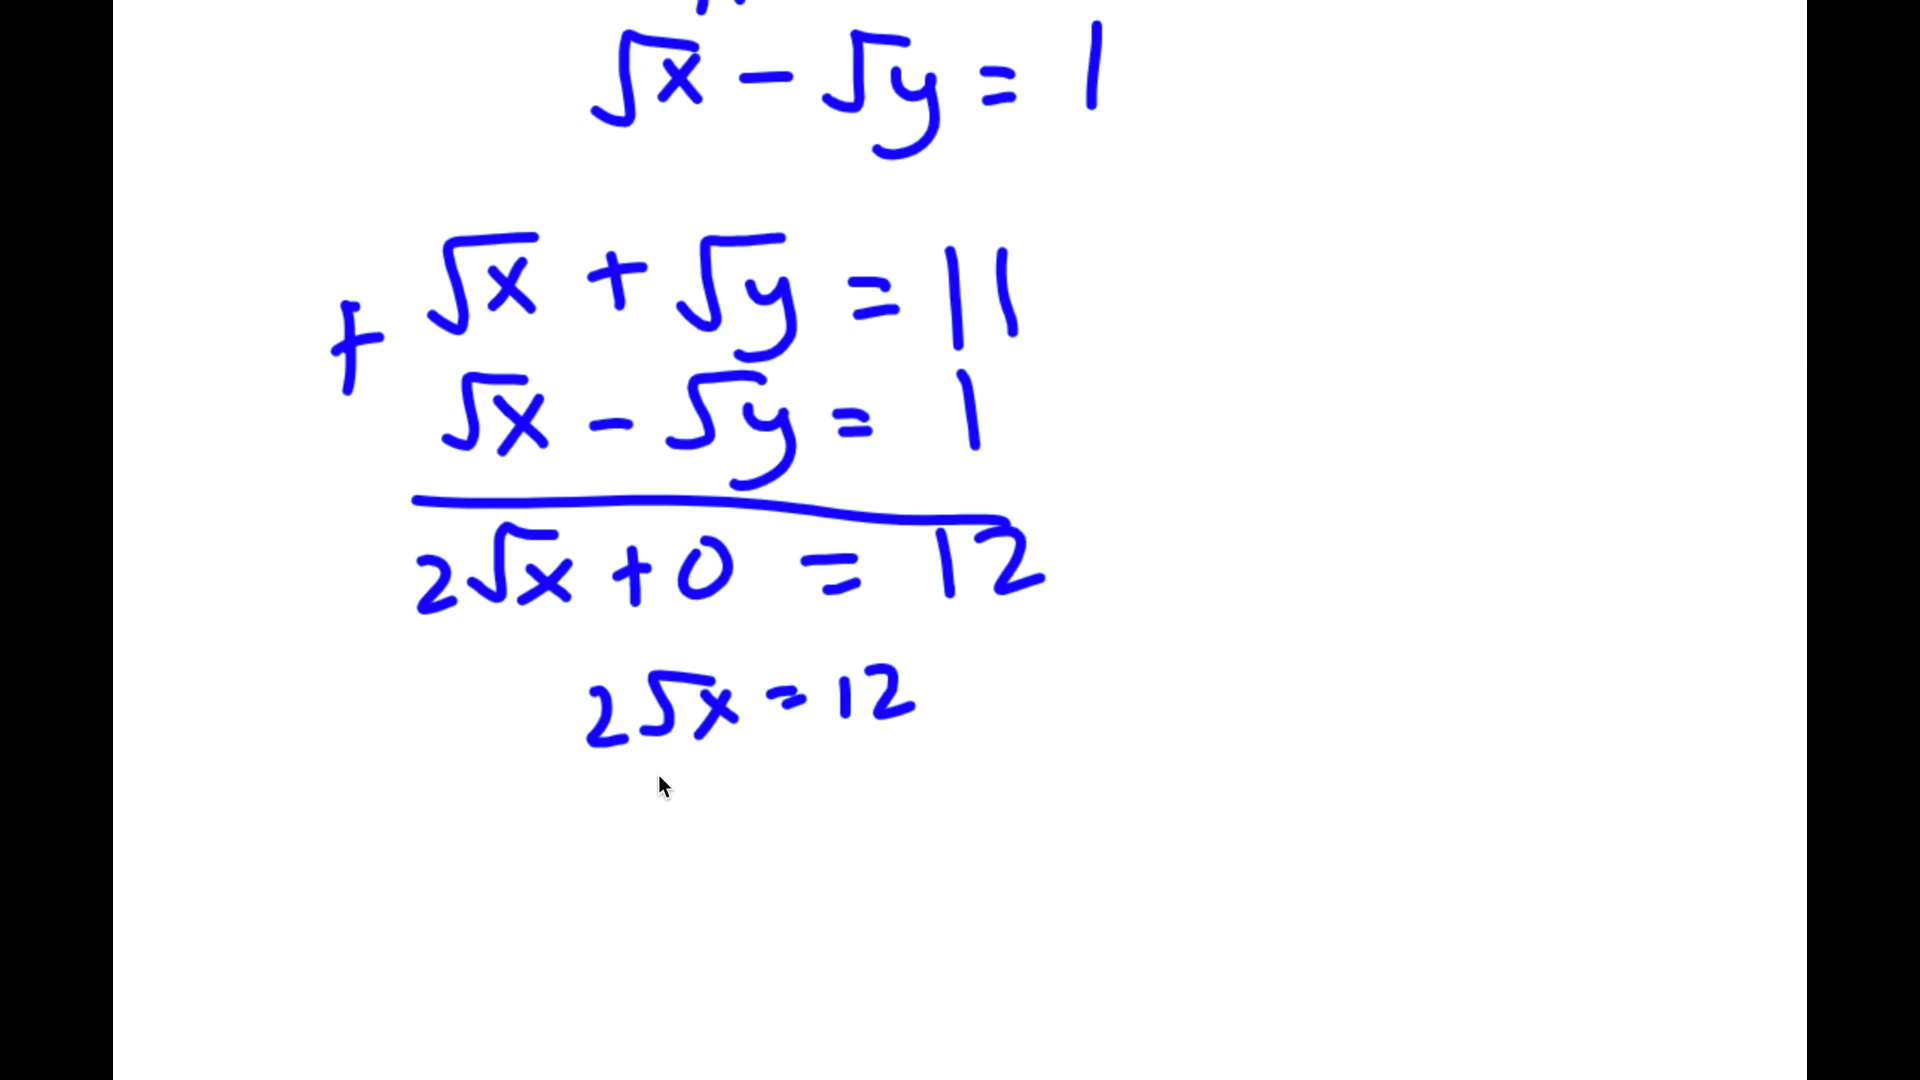 √x - √y = 1
√x + √y = 11
+
√x - √y = 1
2√x + 0 = 12
2√x = 12